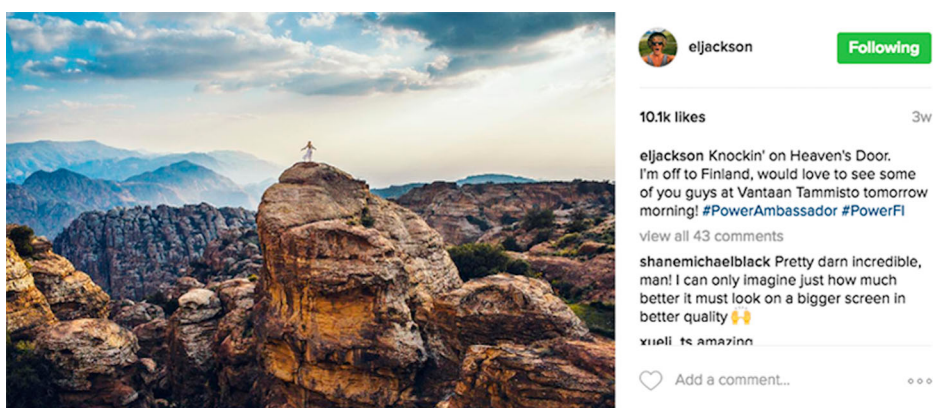 eljackson
Following
10.1k likes
3w
eljackson Knockin' on Heaven's Door.
I'm off to Finland, would love to see some
of you guys at Vantaan Tammisto tomorrow
morning! #PowerAmbassador #PowerFI
view all 43 comments
shanemichaelblack Pretty darn incredible,
man! I can only imagine just how much
better it must look on a bigger screen in
better quality 🙌
xueli_ts amazing
Add a comment...